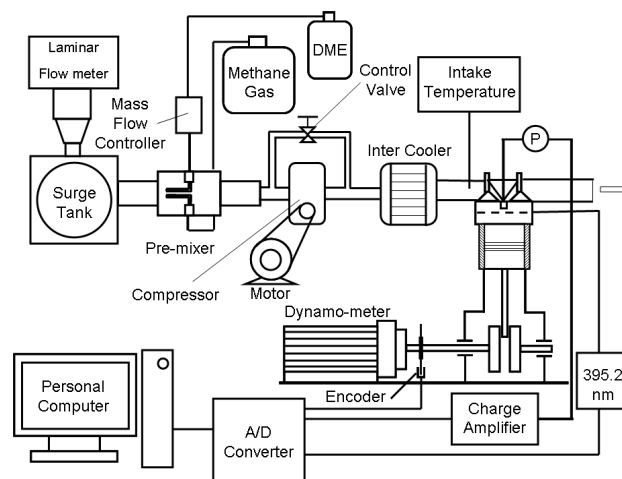 Laminar
Flow meter
Mass
Flow
Controller
Methane
Gas
DME
Control
Valve
Intake
Temperature
P
Inter Cooler
Surge
Tank
Pre-mixer
Compressor
Motor
Dynamo-meter
Encoder
Personal
Computer
A/D
Converter
Charge
Amplifier
395.2
nm